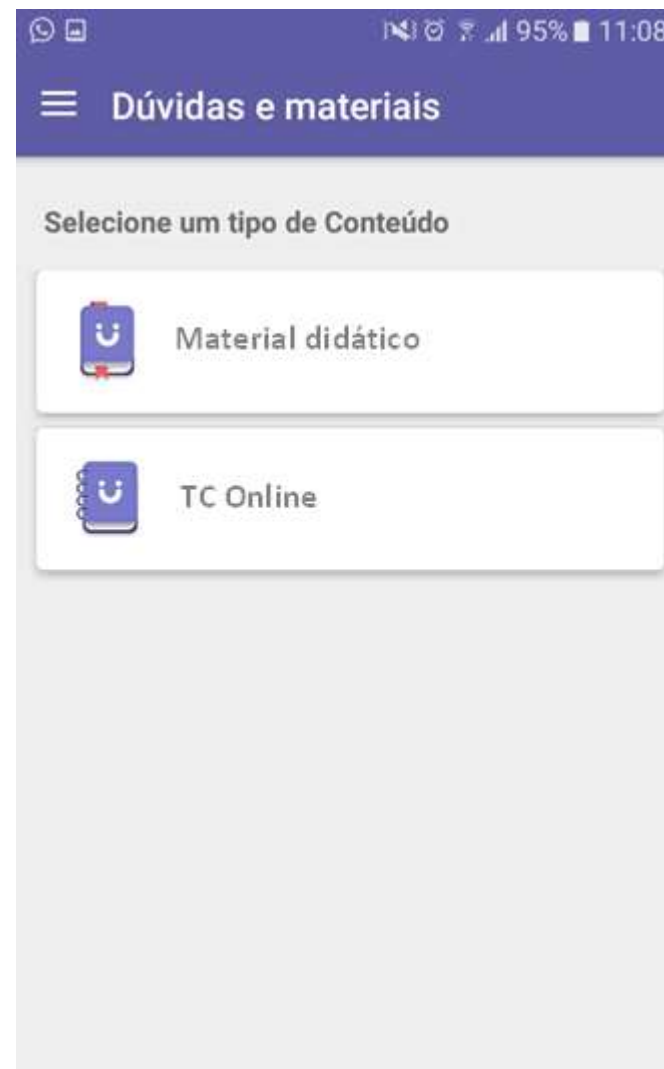 95% 11:08
Dúvidas e materiais
Selecione um tipo de Conteúdo
Material didático
TC Online